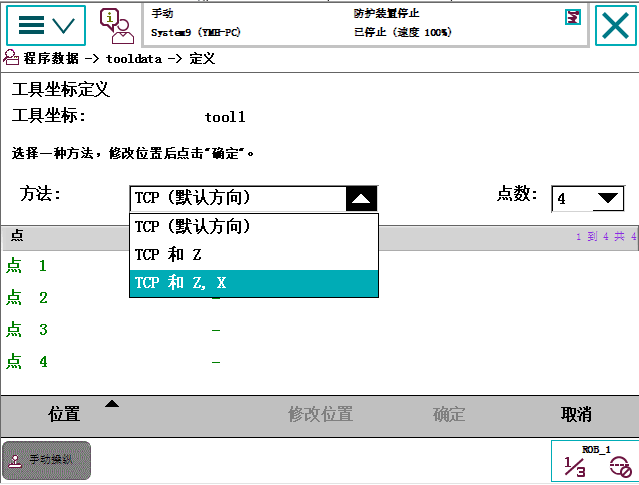 手动 防护装置停止
System9 (YMH-PC) 已停止 (速度 100%)
程序数据 -> tooldata -> 定义
工具坐标定义
工具坐标: tool1
选择一种方法，修改位置后点击"确定"。
方法: TCP (默认方向) 点数: 4
TCP (默认方向)
点 1 到 4 共 4
TCP 和 Z
点 1
TCP 和 Z, X
点 2 -
点 3 -
点 4 -
位置 修改位置 确定 取消
手动操纵 ROB_1
1/3